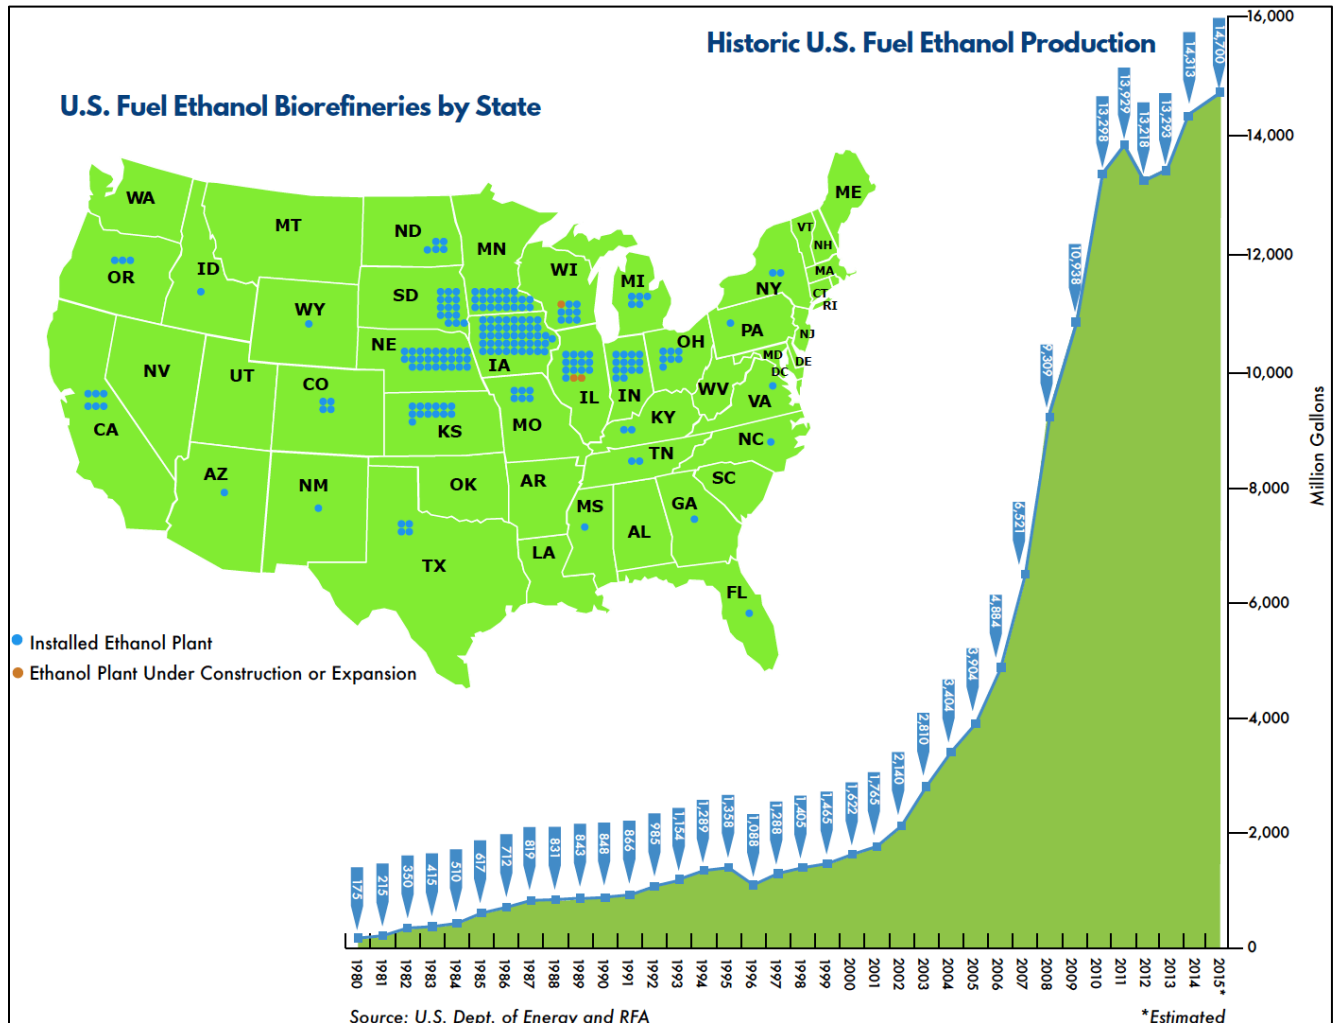 Historic U.S. Fuel Ethanol Production
U.S. Fuel Ethanol Biorefineries by State
WA
MT
ND
MN
OR
ID
WY
SD
WI
MI
NE
IA
NV
UT
CO
CA
KS
MO
IL
IN
OH
KY
WV
VA
PA
NY
VT
NH
ME
MA
CT
RI
NJ
DE
MD
DC
AZ
NM
OK
AR
TN
NC
SC
MS
AL
GA
LA
TX
FL
Installed Ethanol Plant
Ethanol Plant Under Construction or Expansion
175
215
350
415
510
617
712
819
831
843
848
866
985
1,154
1,289
1,358
1,088
1,288
1,405
1,465
1,622
1,765
2,140
2,810
3,404
3,904
4,884
6,521
9,309
10,938
13,298
13,929
13,218
13,293
14,313
14,700
16,000
14,000
12,000
10,000
8,000
6,000
4,000
2,000
0
Million Gallons
1980
1981
1982
1983
1984
1985
1986
1987
1988
1989
1990
1991
1992
1993
1994
1995
1996
1997
1998
1999
2000
2001
2002
2003
2004
2005
2006
2007
2008
2009
2010
2011
2012
2013
2014
2015*
Source: U.S. Dept. of Energy and RFA
*Estimated